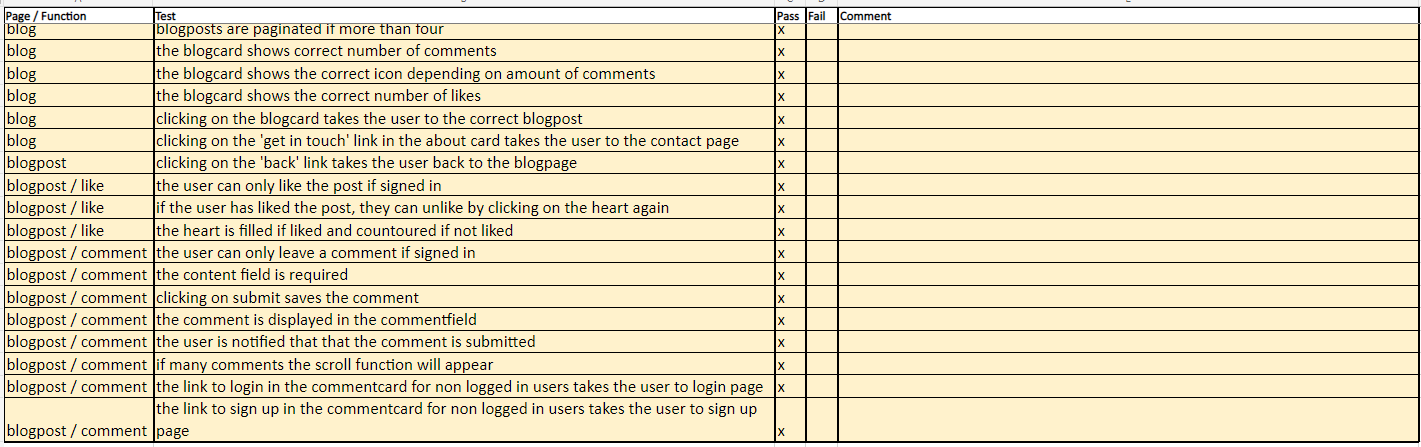 Page / Function Test Pass Fail Comment
blog blogposts are paginated if more than four x
blog the blogcard shows correct number of comments x
blog the blogcard shows the correct icon depending on amount of comments x
blog the blogcard shows the correct number of likes x
blog clicking on the blogcard takes the user to the correct blogpost x
blog clicking on the 'get in touch' link in the about card takes the user to the contact page x
blogpost clicking on the 'back' link takes the user back to the blogpage x
blogpost / like the user can only like the post if signed in x
blogpost / like if the user has liked the post, they can unlike by clicking on the heart again x
blogpost / like the heart is filled if liked and countoured if not liked x
blogpost / comment the user can only leave a comment if signed in x
blogpost / comment the content field is required x
blogpost / comment clicking on submit saves the comment x
blogpost / comment the comment is displayed in the commentfield x
blogpost / comment the user is notified that that the comment is submitted x
blogpost / comment if many comments the scroll function will appear x
blogpost / comment the link to login in the commentcard for non logged in users takes the user to login page x
the link to sign up in the commentcard for non logged in users takes the user to sign up
blogpost / comment page x